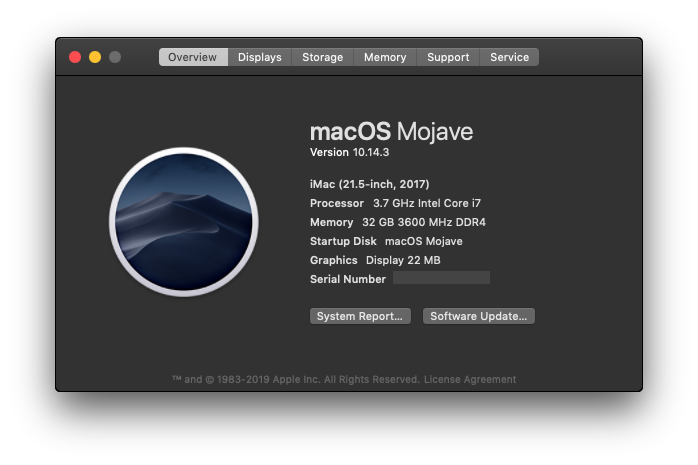 Overview Displays Storage Memory Support Service
macOS Mojave
Version 10.14.3
iMac (21.5-inch, 2017)
Processor 3.7 GHz Intel Core i7
Memory 32 GB 3600 MHz DDR4
Startup Disk macOS Mojave
Graphics Display 22 MB
Serial Number
System Report... Software Update...
™ and © 1983-2019 Apple Inc. All Rights Reserved. License Agreement